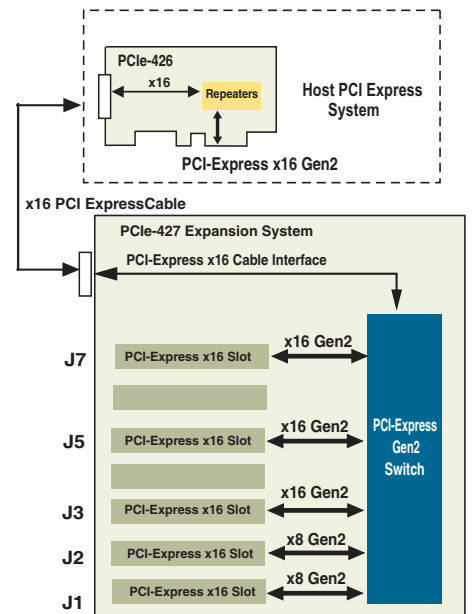 PCIe-426
x16
Repeaters
Host PCI Express
System
PCI-Express x16 Gen2
x16 PCI ExpressCable
PCIe-427 Expansion System
PCI-Express x16 Cable Interface
J7
PCI-Express x16 Slot
x16 Gen2
J5
PCI-Express x16 Slot
x16 Gen2
PCI-Express
Gen2
Switch
J3
PCI-Express x16 Slot
x16 Gen2
J2
PCI-Express x16 Slot
x8 Gen2
J1
PCI-Express x16 Slot
x8 Gen2